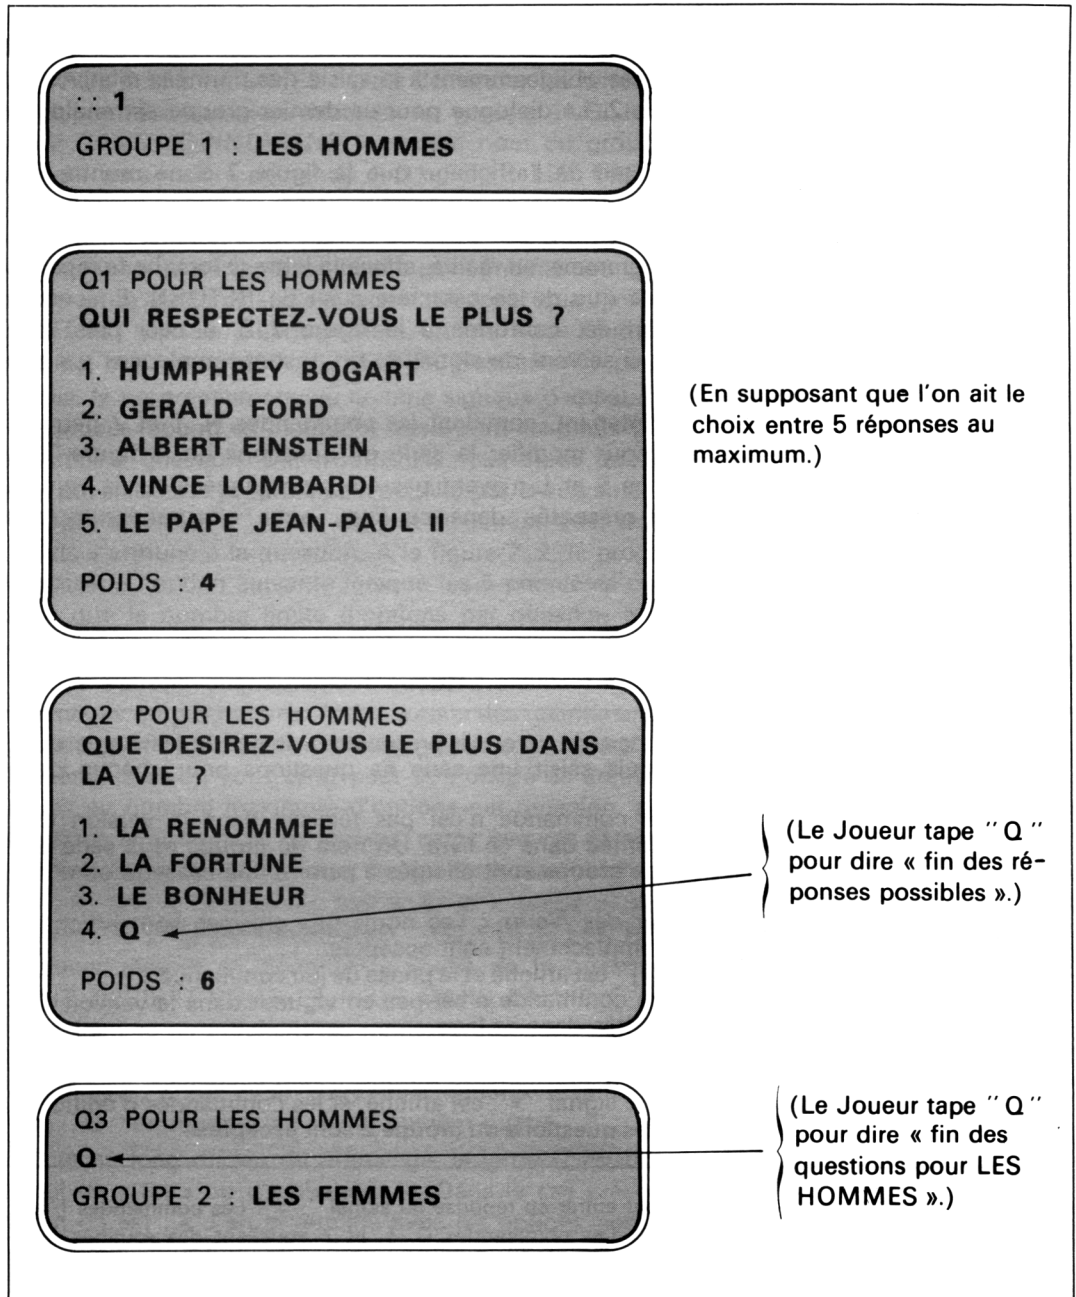 : : 1
GROUPE 1 : LES HOMMES
Q1 POUR LES HOMMES
QUI RESPECTEZ-VOUS LE PLUS ?
1. HUMPHREY BOGART
2. GERALD FORD
3. ALBERT EINSTEIN
4. VINCE LOMBARDI
5. LE PAPE JEAN-PAUL II
POIDS : 4
(En supposant que l'on ait le
choix entre 5 réponses au
maximum.)
Q2 POUR LES HOMMES
QUE DESIREZ-VOUS LE PLUS DANS
LA VIE ?
1. LA RENOMMEE
2. LA FORTUNE
3. LE BONHEUR
4. Q
POIDS : 6
(Le Joueur tape "Q"
pour dire « fin des ré-
ponses possibles ».)
Q3 POUR LES HOMMES
Q
GROUPE 2 : LES FEMMES
(Le Joueur tape "Q"
pour dire « fin des
questions pour LES
HOMMES ».)